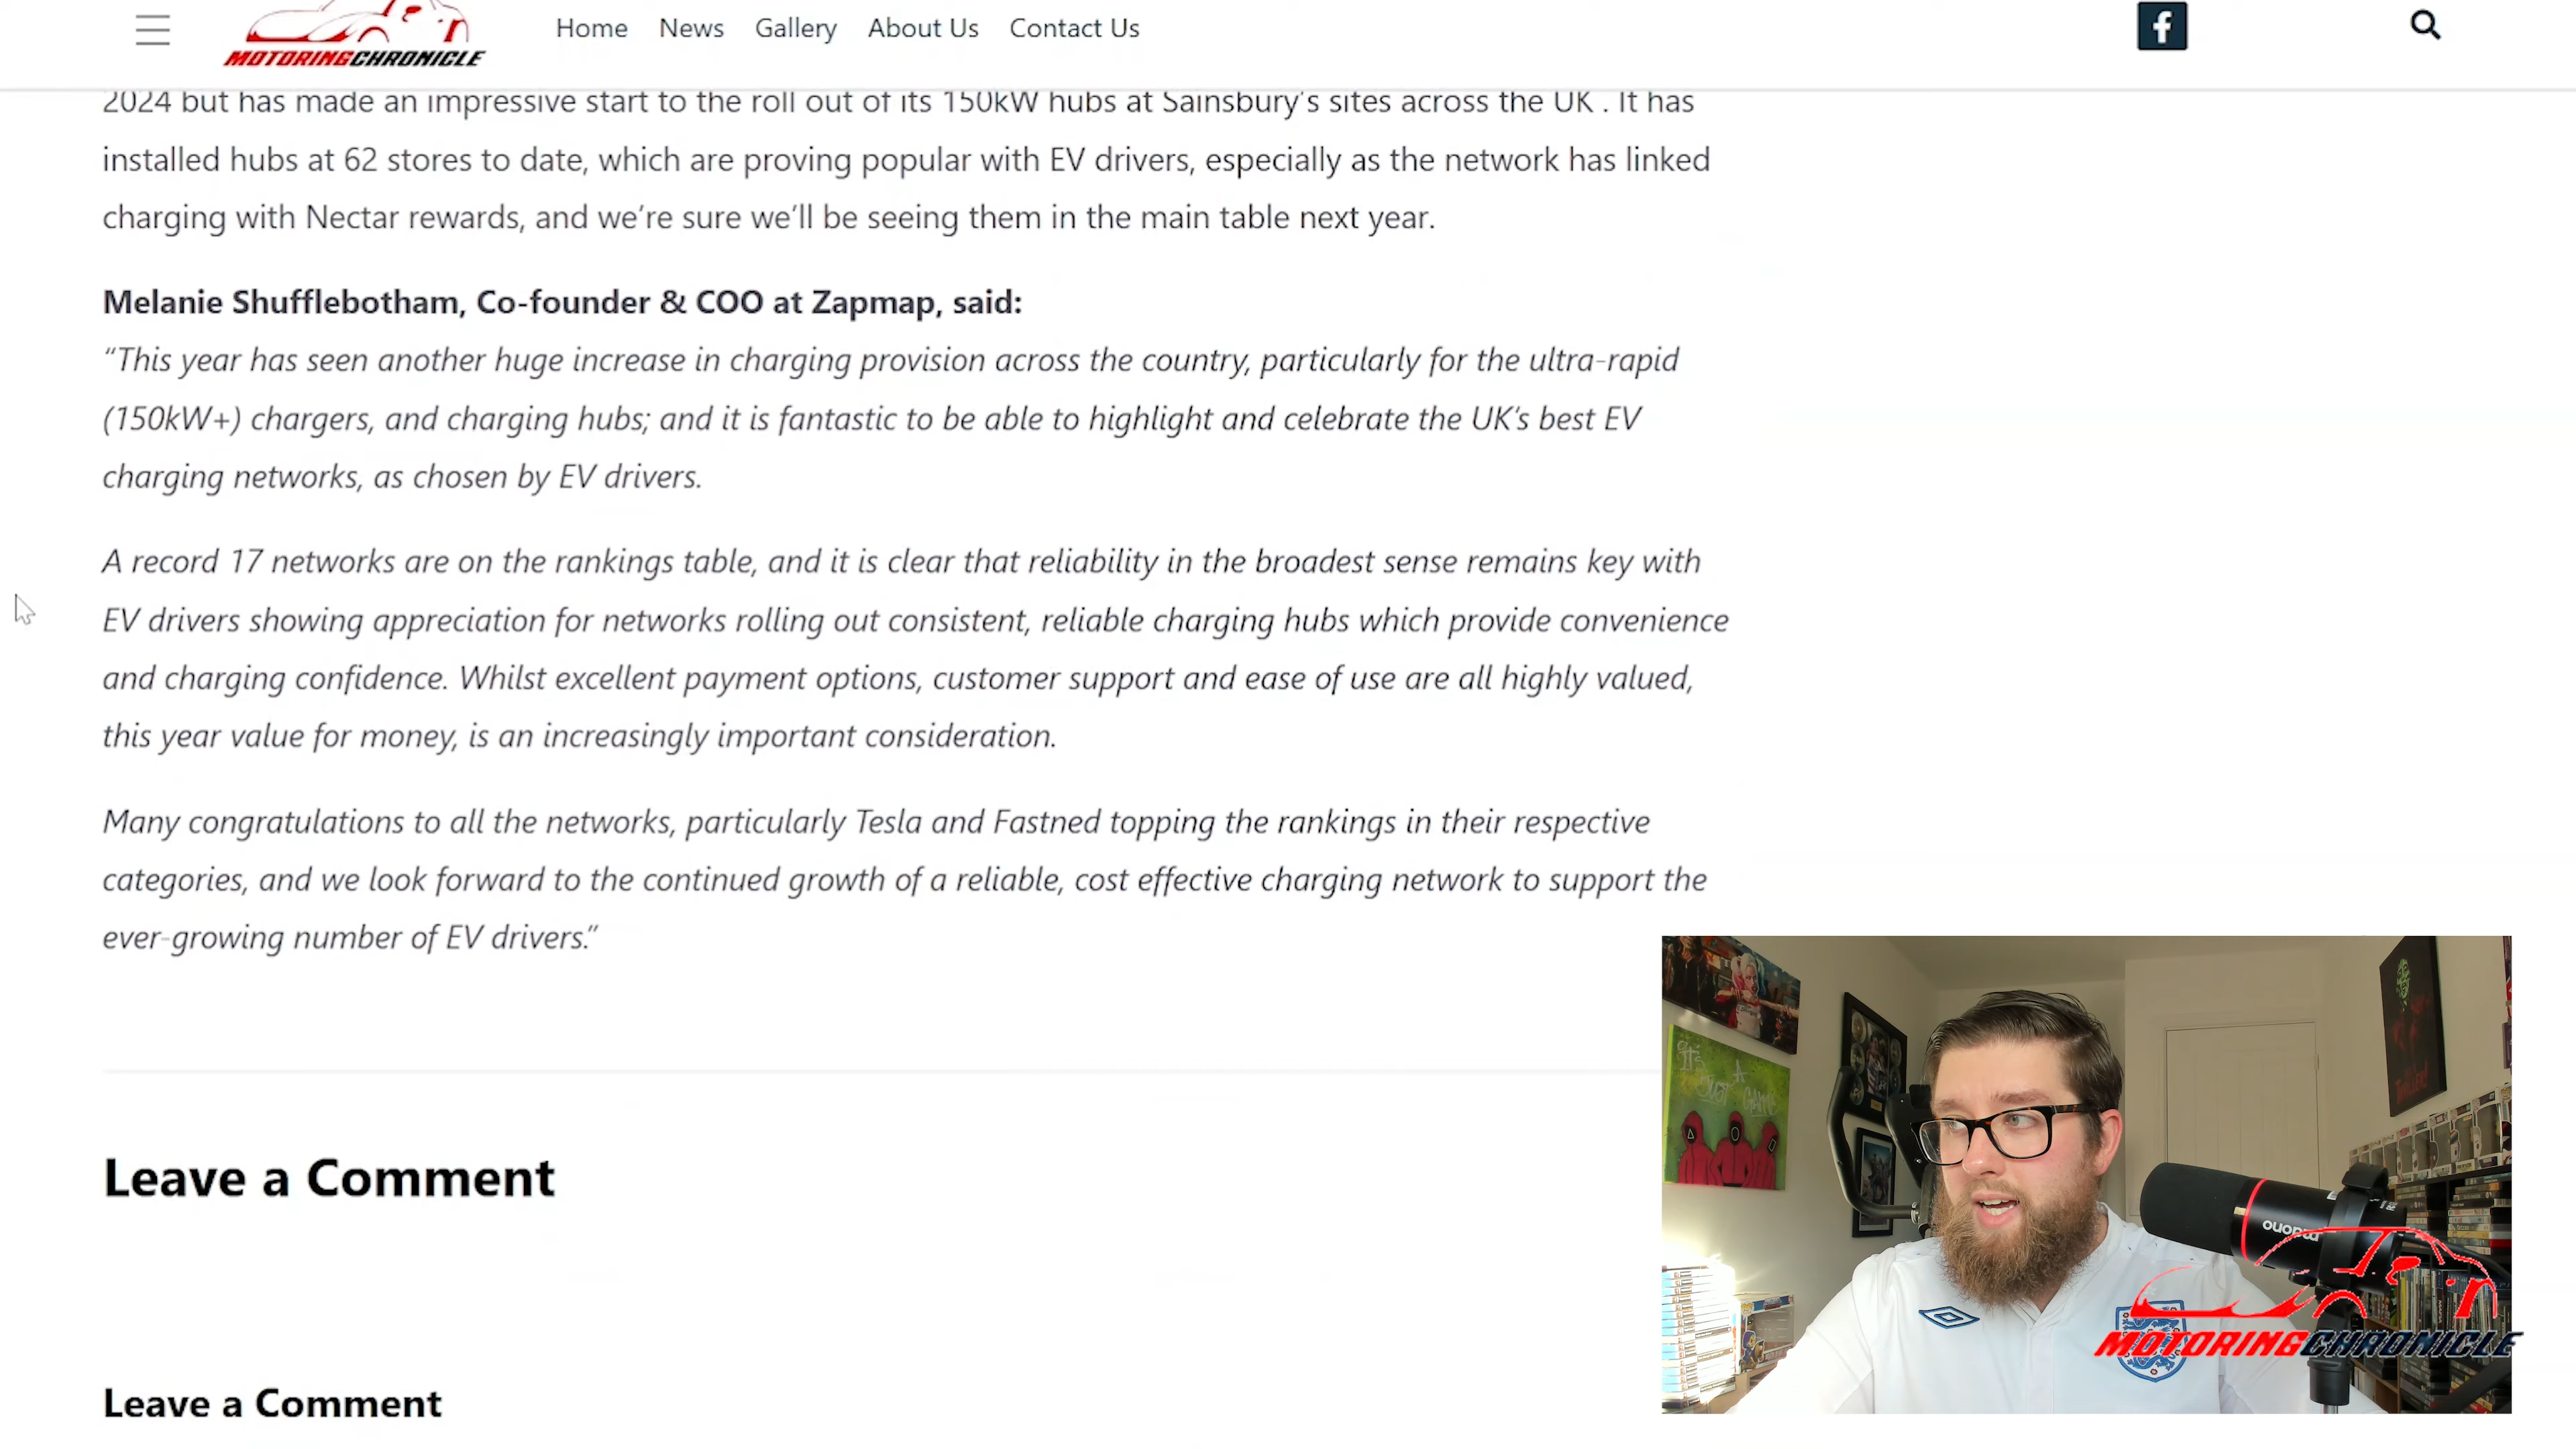 MOTORINGCHRONICLE
Home News Gallery About Us Contact Us
2024 but has made an impressive start to the roll out of its 150kW hubs at Sainsbury's sites across the UK . It has
installed hubs at 62 stores to date, which are proving popular with EV drivers, especially as the network has linked
charging with Nectar rewards, and we’re sure we’ll be seeing them in the main table next year.
Melanie Shufflebotham, Co-founder & COO at Zapmap, said:
“This year has seen another huge increase in charging provision across the country, particularly for the ultra-rapid
(150kW+) chargers, and charging hubs; and it is fantastic to be able to highlight and celebrate the UK’s best EV
charging networks, as chosen by EV drivers.
A record 17 networks are on the rankings table, and it is clear that reliability in the broadest sense remains key with
EV drivers showing appreciation for networks rolling out consistent, reliable charging hubs which provide convenience
and charging confidence. Whilst excellent payment options, customer support and ease of use are all highly valued,
this year value for money, is an increasingly important consideration.
Many congratulations to all the networks, particularly Tesla and Fastned topping the rankings in their respective
categories, and we look forward to the continued growth of a reliable, cost effective charging network to support the
ever-growing number of EV drivers.”
Leave a Comment
Leave a Comment
IT'S
JUST A
GAME
maono
MOTORINGCHRONICLE